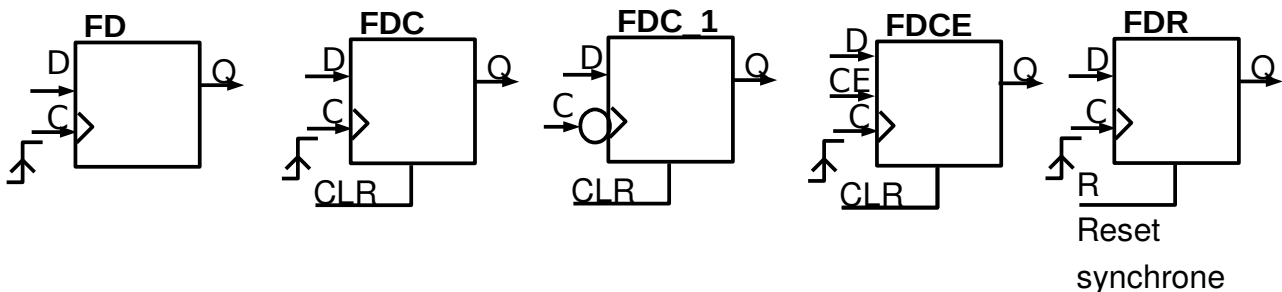 FD
D
C
Q
FDC
D
C
Q
CLR
FDC_1
D
C
Q
CLR
FDCE
D
CE
C
Q
CLR
FDR
D
C
Q
R
Reset
synchrone